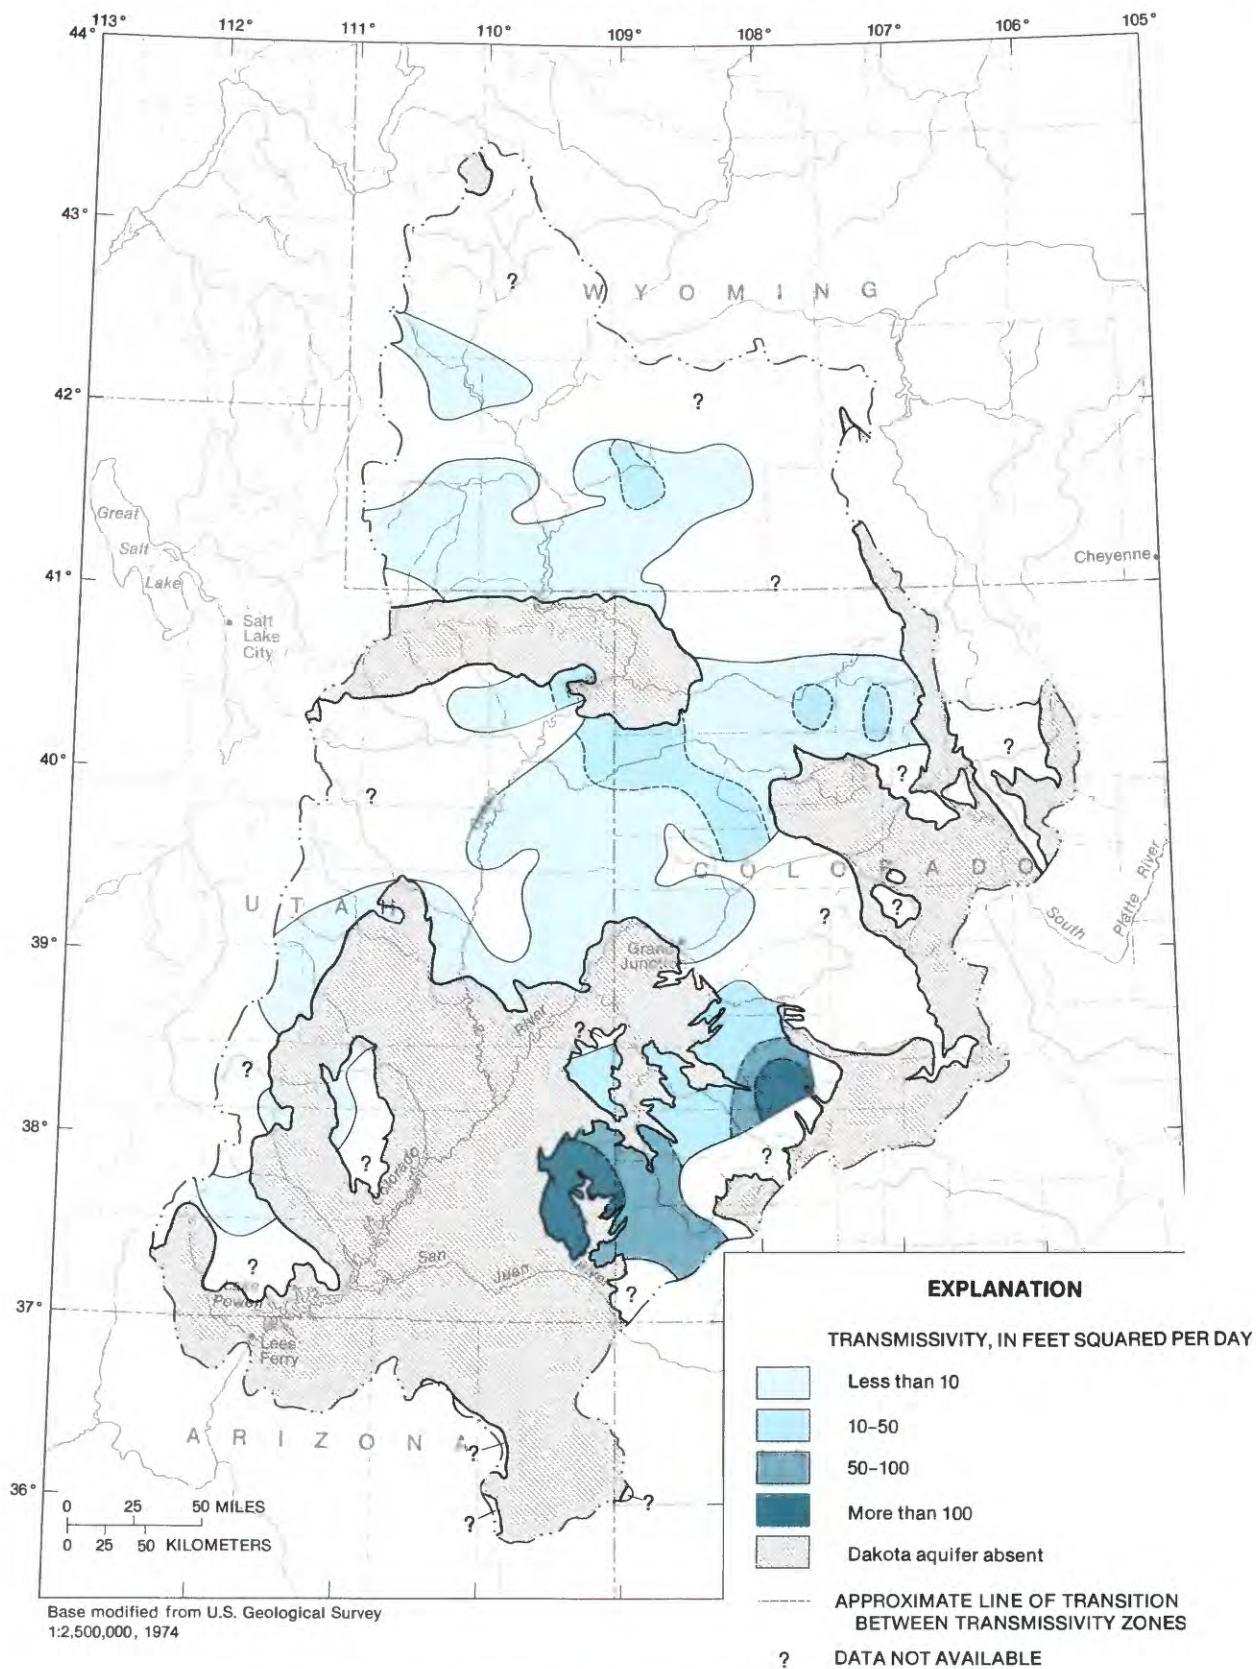 113°
112°
111°
110°
109°
108°
107°
106°
105°
44°
43°
42°
41°
40°
39°
38°
37°
36°
?
WYOMING
?
Great
Salt
Lake
Salt
Lake
City
Cheyenne
?
?
?
?
COLORADO
UTAH
?
?
Grand
Junction
South
Platte River
River
?
?
?
?
Colorado
San
Juan
River
?
?
Lake
Powell
Lees
Ferry
ARIZONA
?
?
?
0 25 50 MILES
0 25 50 KILOMETERS
Base modified from U.S. Geological Survey
1:2,500,000, 1974
EXPLANATION
TRANSMISSIVITY, IN FEET SQUARED PER DAY
Less than 10
10–50
50–100
More than 100
Dakota aquifer absent
APPROXIMATE LINE OF TRANSITION
BETWEEN TRANSMISSIVITY ZONES
? DATA NOT AVAILABLE